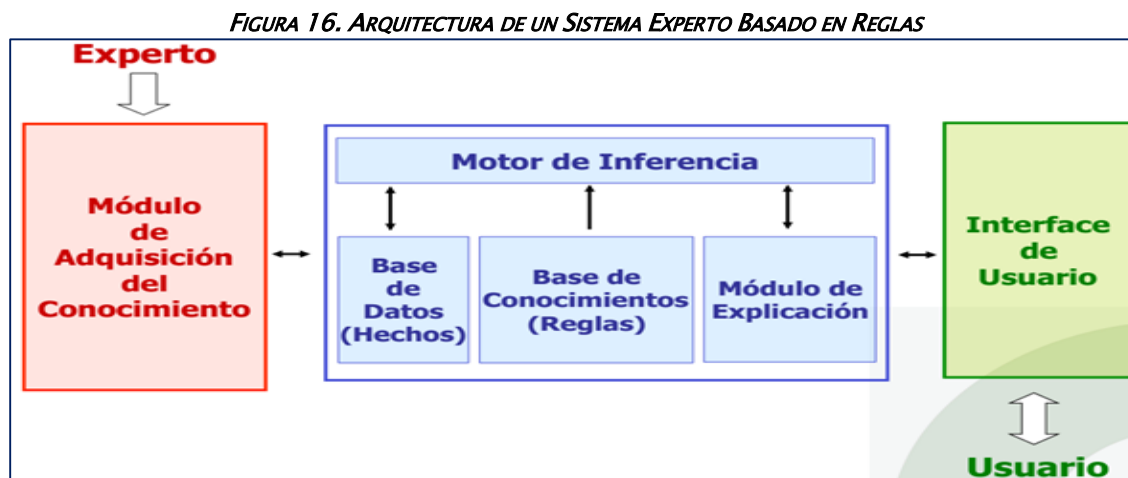 FIGURA 16. ARQUITECTURA DE UN SISTEMA EXPERTO BASADO EN REGLAS
Experto
Módulo
de
Adquisición
del
Conocimiento
Motor de Inferencia
Base
de
Datos
(Hechos)
Base de
Conocimientos
(Reglas)
Módulo de
Explicación
Interface
de
Usuario
Usuario